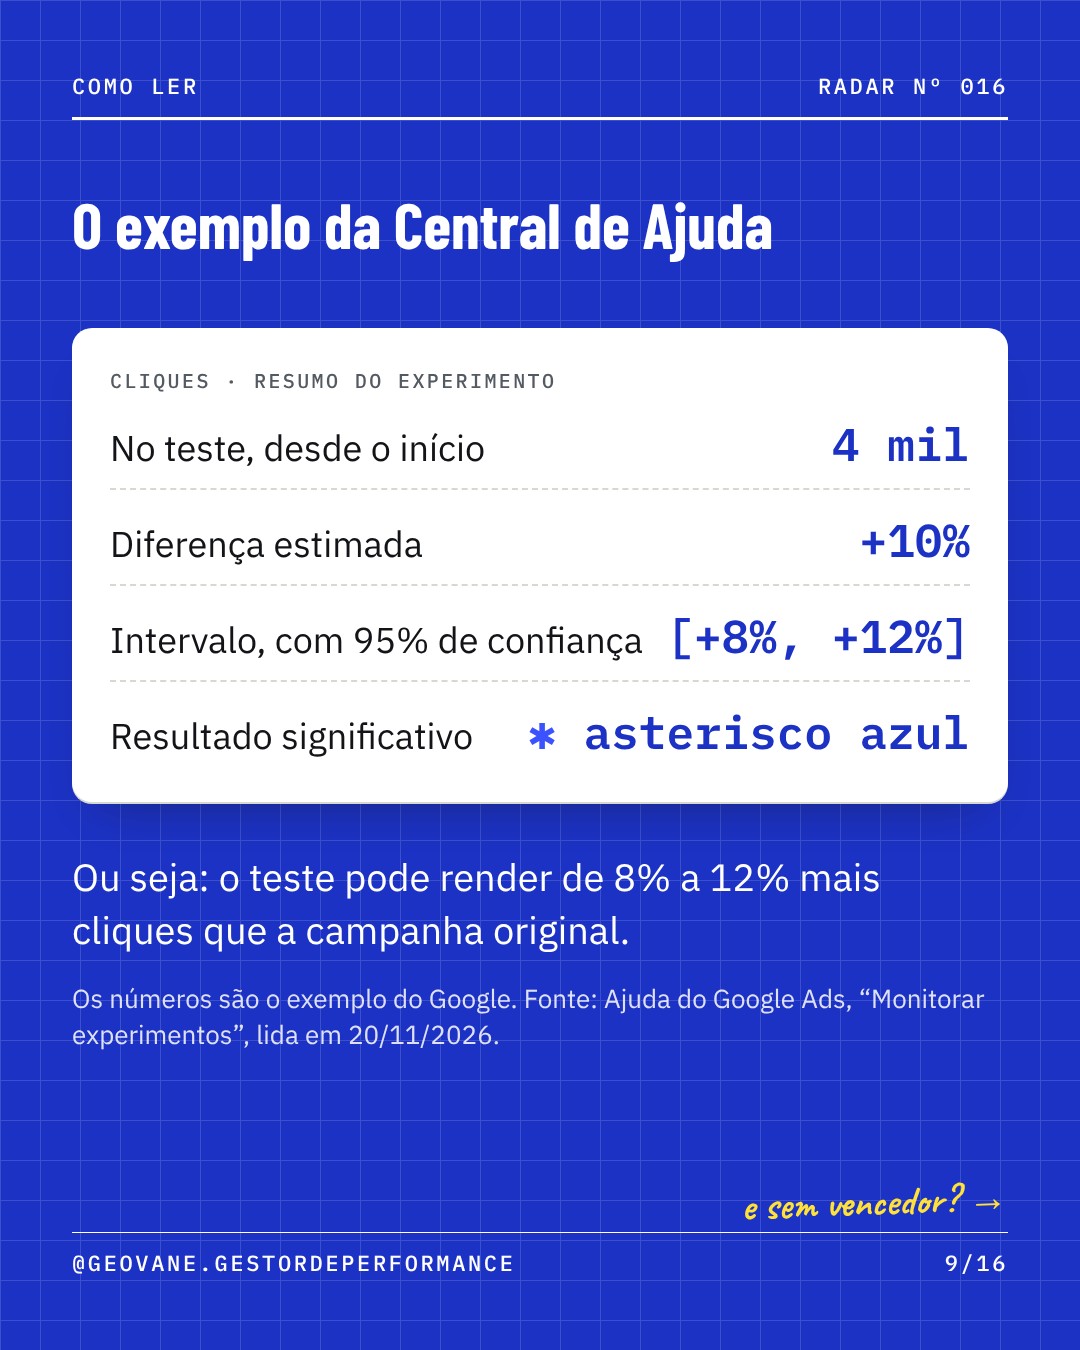 COMO LER
RADAR Nº 016
O exemplo da Central de Ajuda
CLIQUES · RESUMO DO EXPERIMENTO
No teste, desde o início 4 mil
Diferença estimada +10%
Intervalo, com 95% de confiança [+8%, +12%]
Resultado significativo * asterisco azul
Ou seja: o teste pode render de 8% a 12% mais
cliques que a campanha original.
Os números são o exemplo do Google. Fonte: Ajuda do Google Ads, “Monitorar
experimentos”, lida em 20/11/2026.
e sem vencedor? →
@GEOVANE.GESTORDEPERFORMANCE
9/16